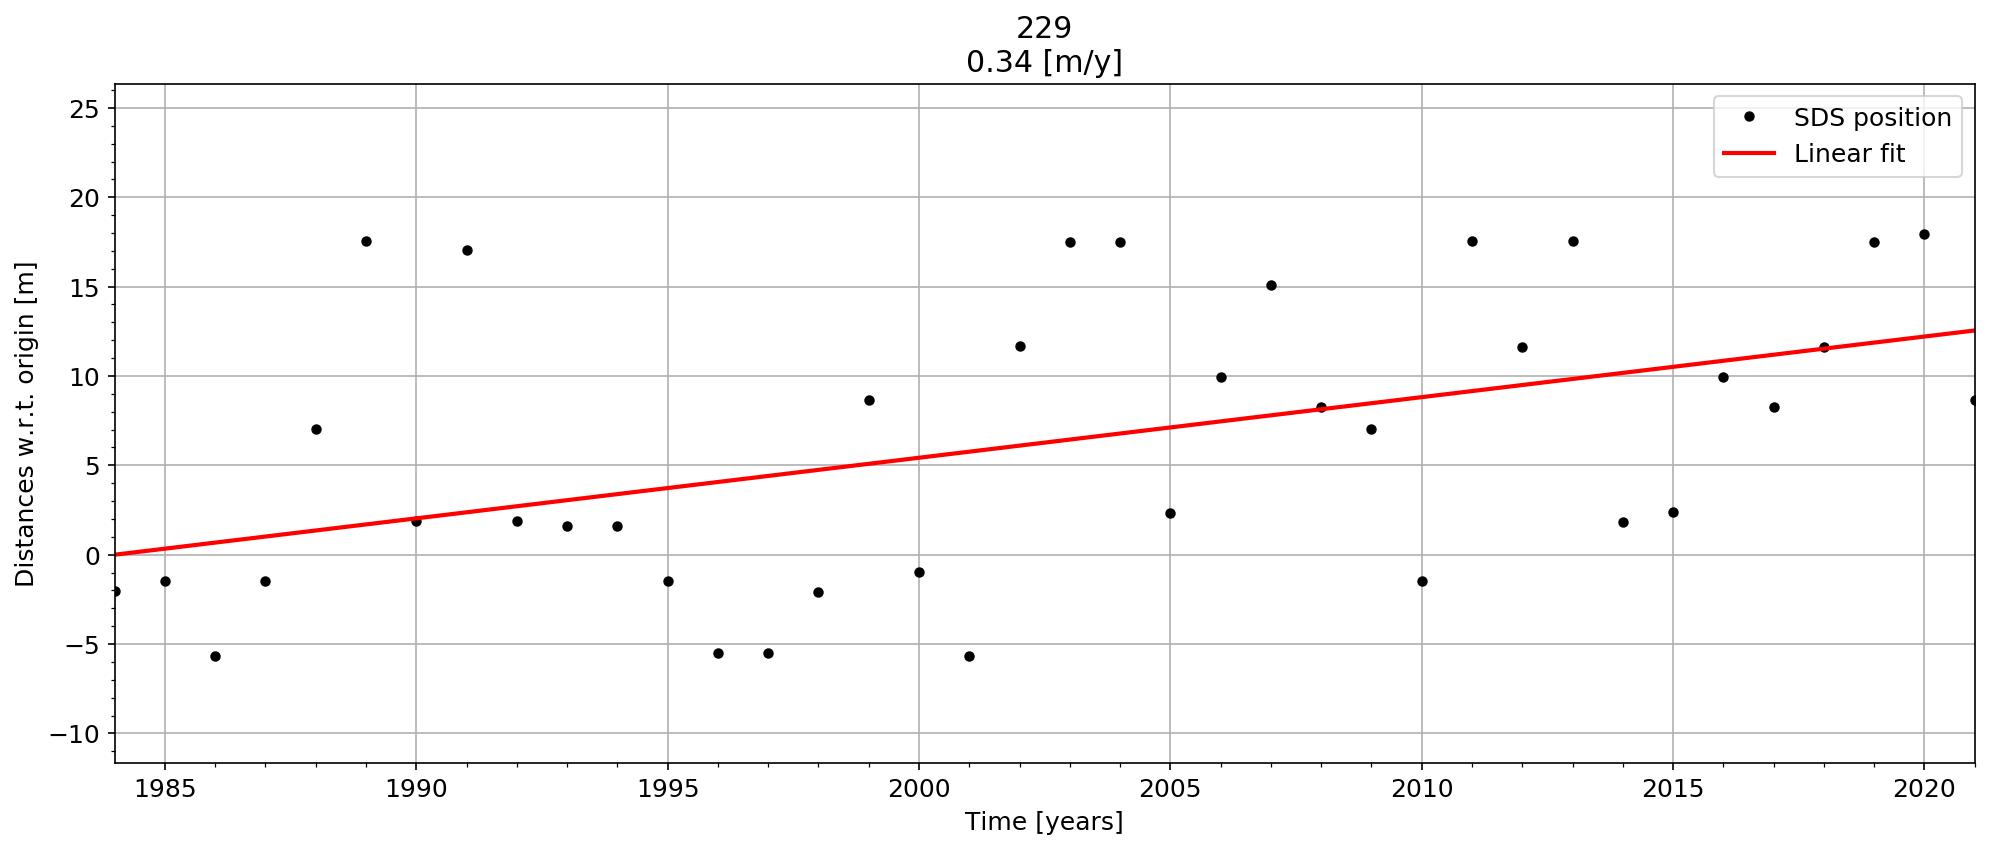 229
0.34 [m/y]
Distances w.r.t. origin [m]
25
20
15
10
5
0
−5
−10
SDS position
Linear fit
1985 1990 1995 2000 2005 2010 2015 2020
Time [years]